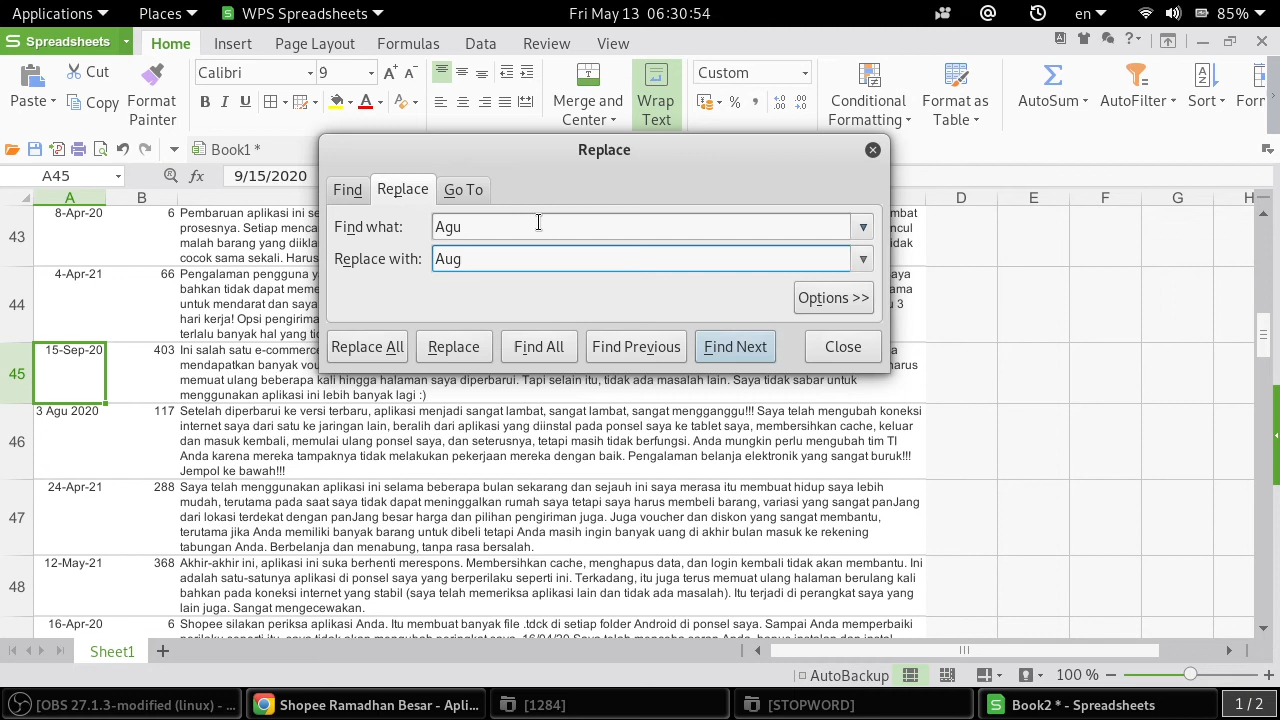 Applications Places WPS Spreadsheets Fri May 13 06:30:54 en 85%
Spreadsheets Home Insert Page Layout Formulas Data Review View
Paste Cut Copy Format Painter Calibri 9 Merge and Center Wrap Text Custom Conditional Formatting Format as Table AutoSum AutoFilter Sort Form
Book1 *
A45 fx 9/15/2020
Replace
Find Replace Go To
Find what: Agu
Replace with: Aug
Options >>
Replace All Replace Find All Find Previous Find Next Close
A B D E F G H
43 8-Apr-20 6 Pembaruan aplikasi ini se mbat
prosesnya. Setiap menca ncul
malah barang yang diikla idak
cocok sama sekali. Harus
44 4-Apr-21 66 Pengalaman pengguna y aya
bahkan tidak dapat meme
untuk mendarat dan saya u 3
hari kerja! Opsi pengirim
terlalu banyak hal yang ti
45 15-Sep-20 403 Ini salah satu e-commerce a
mendapatkan banyak vou harus
memuat ulang beberapa kali hingga halaman saya diperbarui. Tapi selain itu, tidak ada masalah lain. Saya tidak sabar untuk
menggunakan aplikasi ini lebih banyak lagi :)
46 3 Agu 2020 117 Setelah diperbarui ke versi terbaru, aplikasi menjadi sangat lambat, sangat lambat, sangat mengganggu!!! Saya telah mengubah koneksi
internet saya dari satu ke jaringan lain, beralih dari aplikasi yang diinstal pada ponsel saya ke tablet saya, membersihkan cache, keluar
dan masuk kembali, memulai ulang ponsel saya, dan seterusnya, tetapi masih tidak berfungsi. Anda mungkin perlu mengubah tim TI
Anda karena mereka tampaknya tidak melakukan pekerjaan mereka dengan baik. Pengalaman belanja elektronik yang sangat buruk!!!
Jempol ke bawah!!!
47 24-Apr-21 288 Saya telah menggunakan aplikasi ini selama beberapa bulan sekarang dan sejauh ini saya merasa itu membuat hidup saya lebih
mudah, terutama pada saat saya tidak dapat meninggalkan rumah saya tetapi saya harus membeli barang, variasi yang sangat panJang
dari lokasi terdekat dengan panJang besar harga dan pilihan pengiriman juga. Juga voucher dan diskon yang sangat membantu,
terutama jika Anda memiliki banyak barang untuk dibeli tetapi Anda masih ingin banyak uang di akhir bulan masuk ke rekening
tabungan Anda. Berbelanja dan menabung, tanpa rasa bersalah.
48 12-May-21 368 Akhir-akhir ini, aplikasi ini suka berhenti merespons. Membersihkan cache, menghapus data, dan login kembali tidak akan membantu. Ini
adalah satu-satunya aplikasi di ponsel saya yang berperilaku seperti ini. Terkadang, itu juga terus memuat ulang halaman berulang kali
bahkan pada koneksi internet yang stabil (saya telah memeriksa aplikasi lain dan tidak ada masalah). Itu terjadi di perangkat saya yang
lain juga. Sangat mengecewakan.
16-Apr-20 6 Shopee silakan periksa aplikasi Anda. Itu membuat banyak file .tdck di setiap folder Android di ponsel saya. Sampai Anda memperbaiki
Sheet1
AutoBackup 100 %
[OBS 27.1.3-modified (linux) - ... Shopee Ramadhan Besar - Apli... [1284] [STOPWORD] Book2 * - Spreadsheets 1 / 2